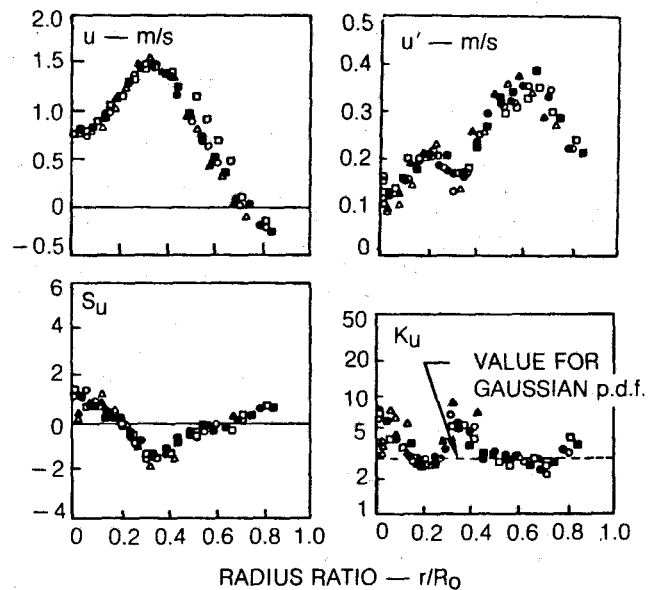 u — m/s
2.0
1.5
1.0
0.5
0
−0.5
u' — m/s
0.5
0.4
0.3
0.2
0.1
0
Su
6
4
2
0
−2
−4
0 0.2 0.4 0.6 0.8 1.0
Ku
VALUE FOR
GAUSSIAN p.d.f.
50
20
10
5
3
2
1
0 0.2 0.4 0.6 0.8 1.0
RADIUS RATIO — r/Ro